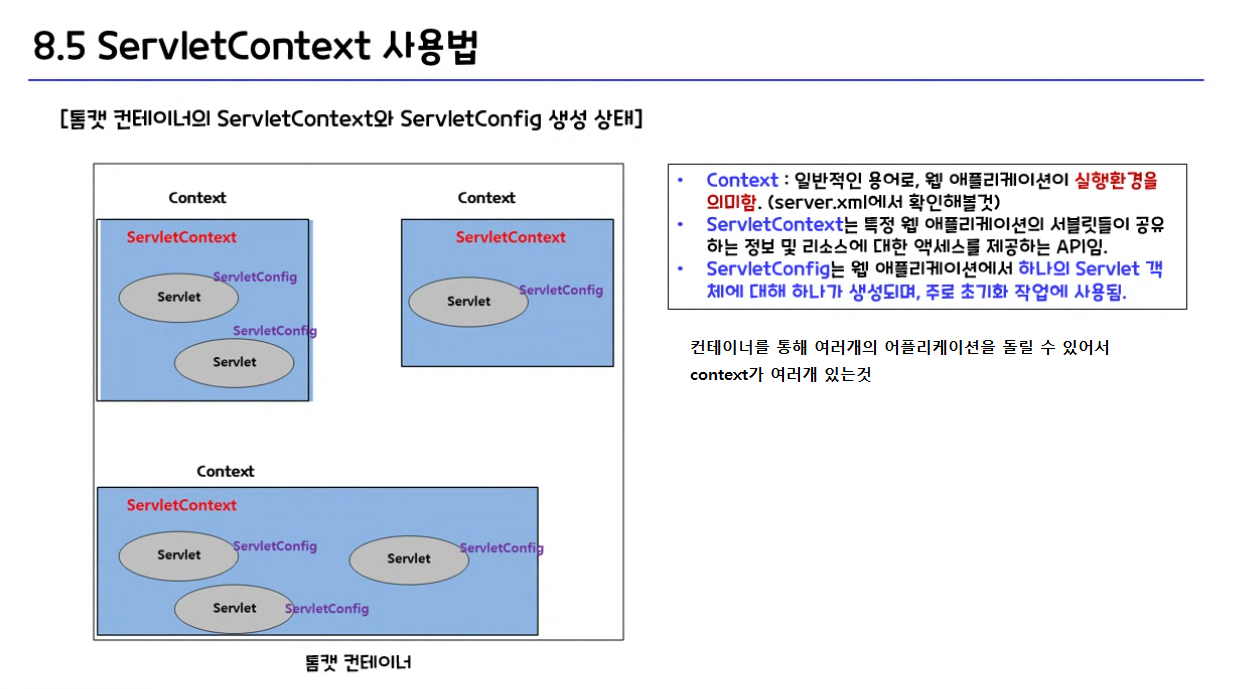 8.5 ServletContext 사용법
[톰캣 컨테이너의 ServletContext와 ServletConfig 생성 상태]
Context
ServletContext
ServletConfig
Servlet
ServletConfig
Servlet
Context
ServletContext
ServletConfig
Servlet
Context
ServletContext
Servlet
ServletConfig
Servlet
ServletConfig
Servlet
ServletConfig
톰캣 컨테이너
• Context : 일반적인 용어로, 웹 애플리케이션이 실행환경을
의미함. (server.xml에서 확인해볼것)
• ServletContext는 특정 웹 애플리케이션의 서블릿들이 공유
하는 정보 및 리소스에 대한 액세스를 제공하는 API임.
• ServletConfig는 웹 애플리케이션에서 하나의 Servlet 객
체에 대해 하나가 생성되며, 주로 초기화 작업에 사용됨.
컨테이너를 통해 여러개의 어플리케이션을 돌릴 수 있어서
context가 여러개 있는것